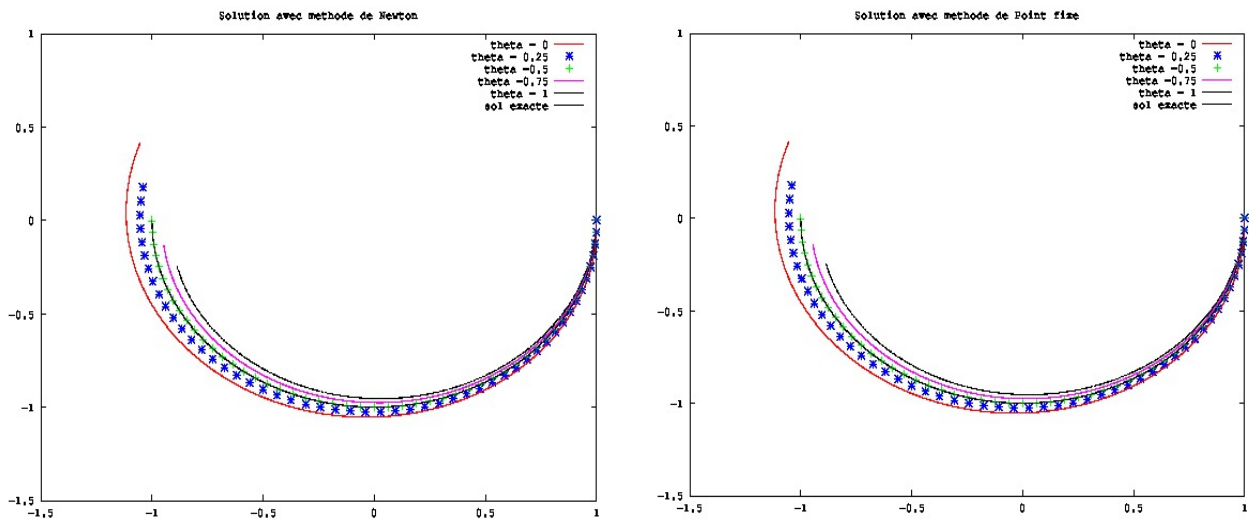 Solution avec methode de Newton
theta - 0
theta - 0.25
theta -0.5
theta -0.75
theta - 1
sol exacte
1
0.5
0
-0.5
-1
-1.5
-1.5
-1
-0.5
0
0.5
1
Solution avec methode de Point fixe
theta - 0
theta - 0.25
theta -0.5
theta -0.75
theta - 1
sol exacte
1
0.5
0
-0.5
-1
-1.5
-1.5
-1
-0.5
0
0.5
1